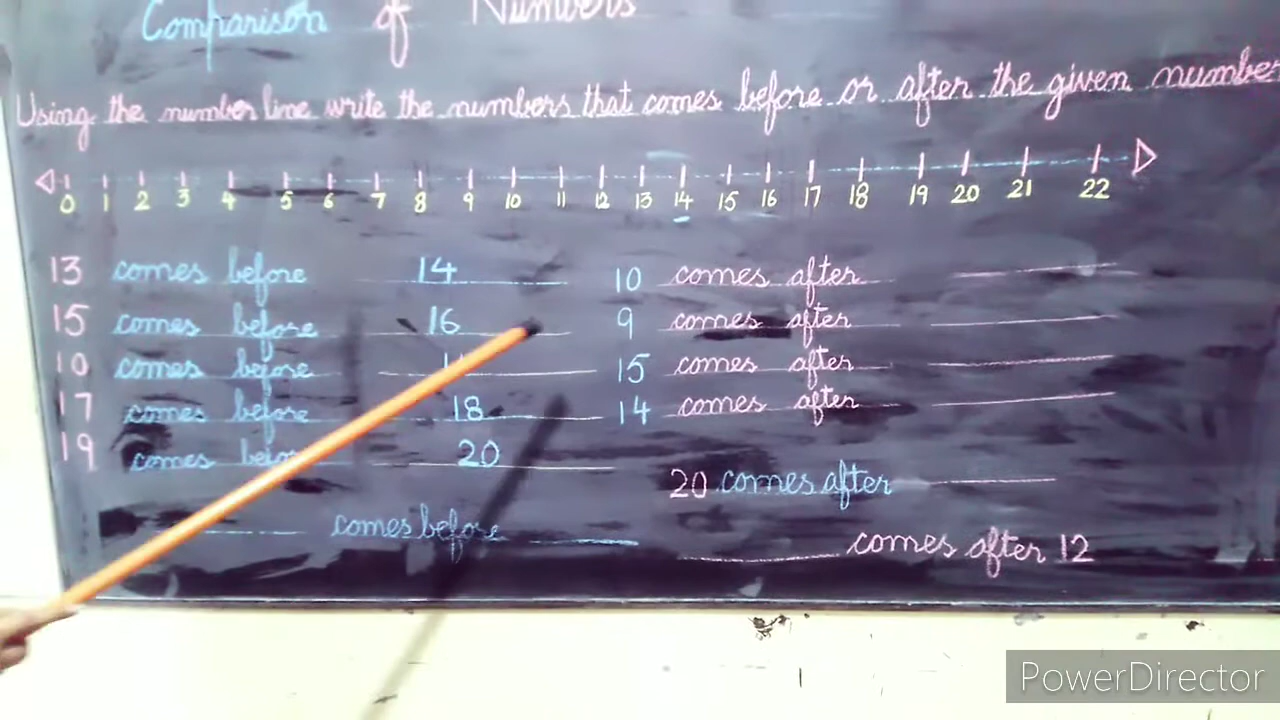 Comparison of Numbers
Using the number line write the numbers that comes before or after the given number
0 1 2 3 4 5 6 7 8 9 10 11 12 13 14 15 16 17 18 19 20 21 22
13 comes before 14
15 comes before 16
10 comes before
17 comes before 18
19 comes before 20
comes before
10 comes after
9 comes after
15 comes after
14 comes after
20 comes after
comes after 12
PowerDirector